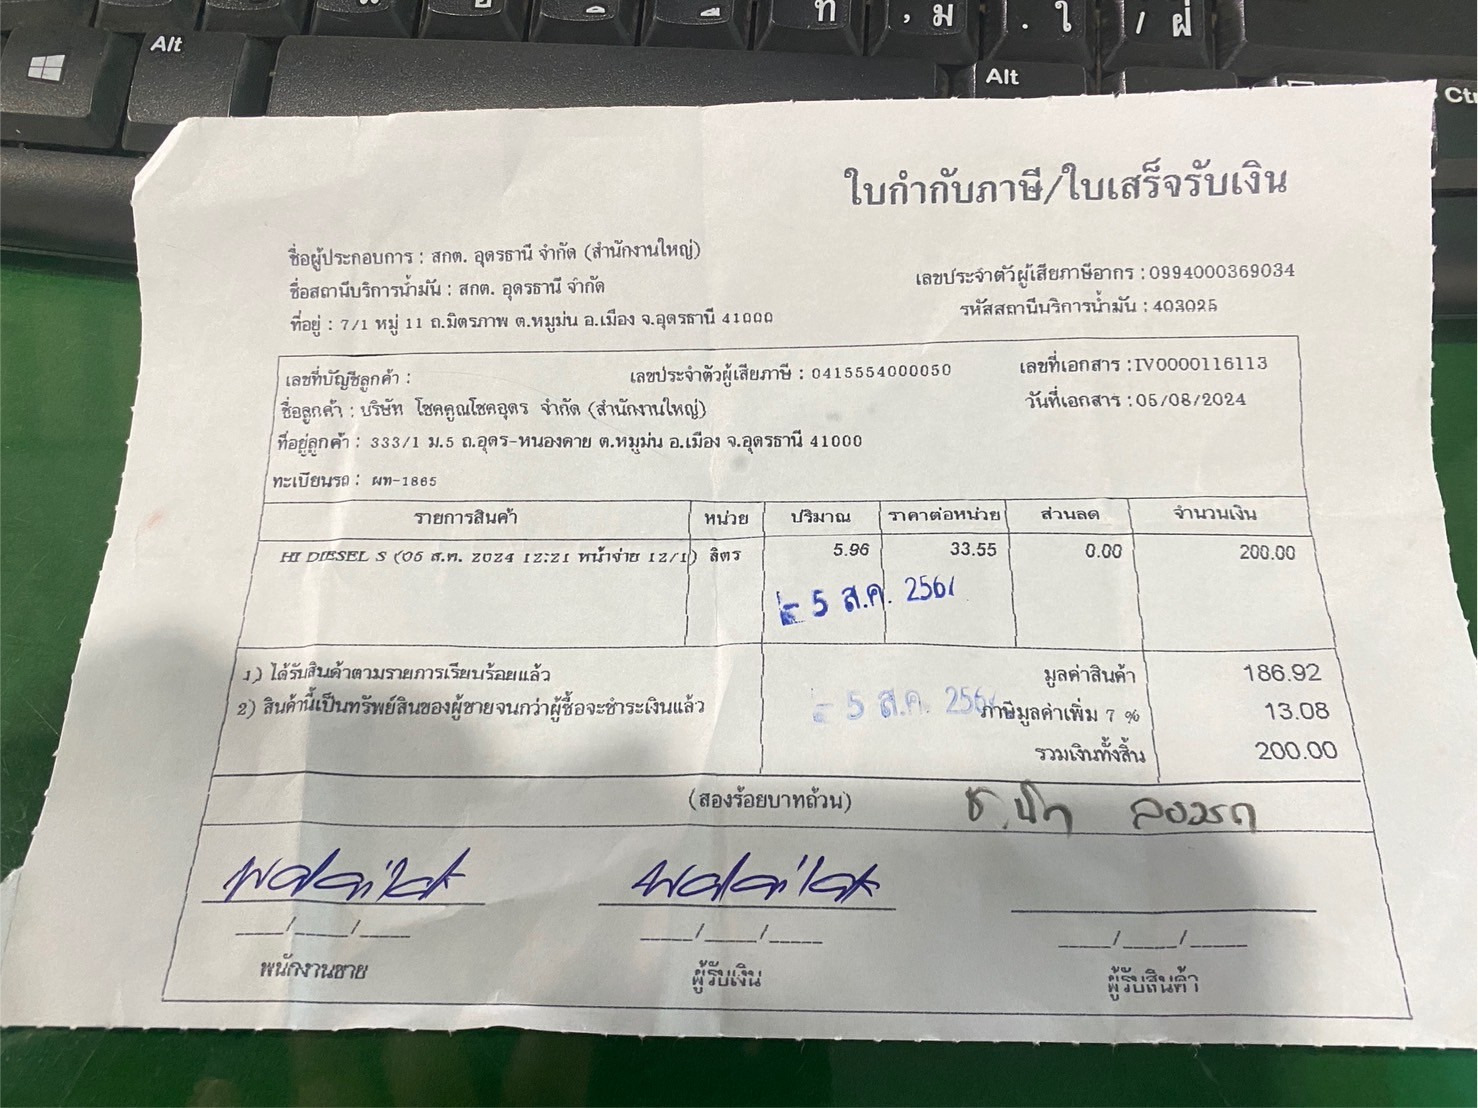 Alt
Alt
ท , ม . ใ / ฝ
ใบกำกับภาษี/ใบเสร็จรับเงิน
ชื่อผู้ประกอบการ : สกต. อุดรธานี จำกัด (สำนักงานใหญ่)
เลขประจำตัวผู้เสียภาษีอากร : 0994000369034
ชื่อสถานีบริการน้ำมัน : สกต. อุดรธานี จำกัด
รหัสสถานีบริการน้ำมัน : 403025
ที่อยู่ : 7/1 หมู่ 11 ถ.มิตรภาพ ต.หมูม่น อ.เมือง จ.อุดรธานี 41000
เลขที่บัญชีลูกค้า : เลขประจำตัวผู้เสียภาษี : 0415554000050 เลขที่เอกสาร : IV0000116113
ชื่อลูกค้า : บริษัท โชคคูณโชคอุดร จำกัด (สำนักงานใหญ่) วันที่เอกสาร : 05/08/2024
ที่อยู่ลูกค้า : 333/1 ม.5 ถ.อุดร-หนองคาย ต.หมูม่น อ.เมือง จ.อุดรธานี 41000
ทะเบียนรถ : ผท-1865
รายการสินค้า หน่วย ปริมาณ ราคาต่อหน่วย ส่วนลด จำนวนเงิน
HI DIESEL S (05 ส.ค. 2024 12:21 หน้าจ่าย 12/1) ลิตร 5.96 33.55 0.00 200.00
- 5 ส.ค. 256
1) ได้รับสินค้าตามรายการเรียบร้อยแล้ว มูลค่าสินค้า 186.92
2) สินค้านี้เป็นทรัพย์สินของผู้ขายจนกว่าผู้ซื้อจะชำระเงินแล้ว - 5 ส.ค. 256 ภาษีมูลค่าเพิ่ม 7 % 13.08
รวมเงินทั้งสิ้น 200.00
(สองร้อยบาทถ้วน)
___/___/___ ___/___/___ ___/___/___
พนักงานขาย ผู้รับเงิน ผู้รับสินค้า